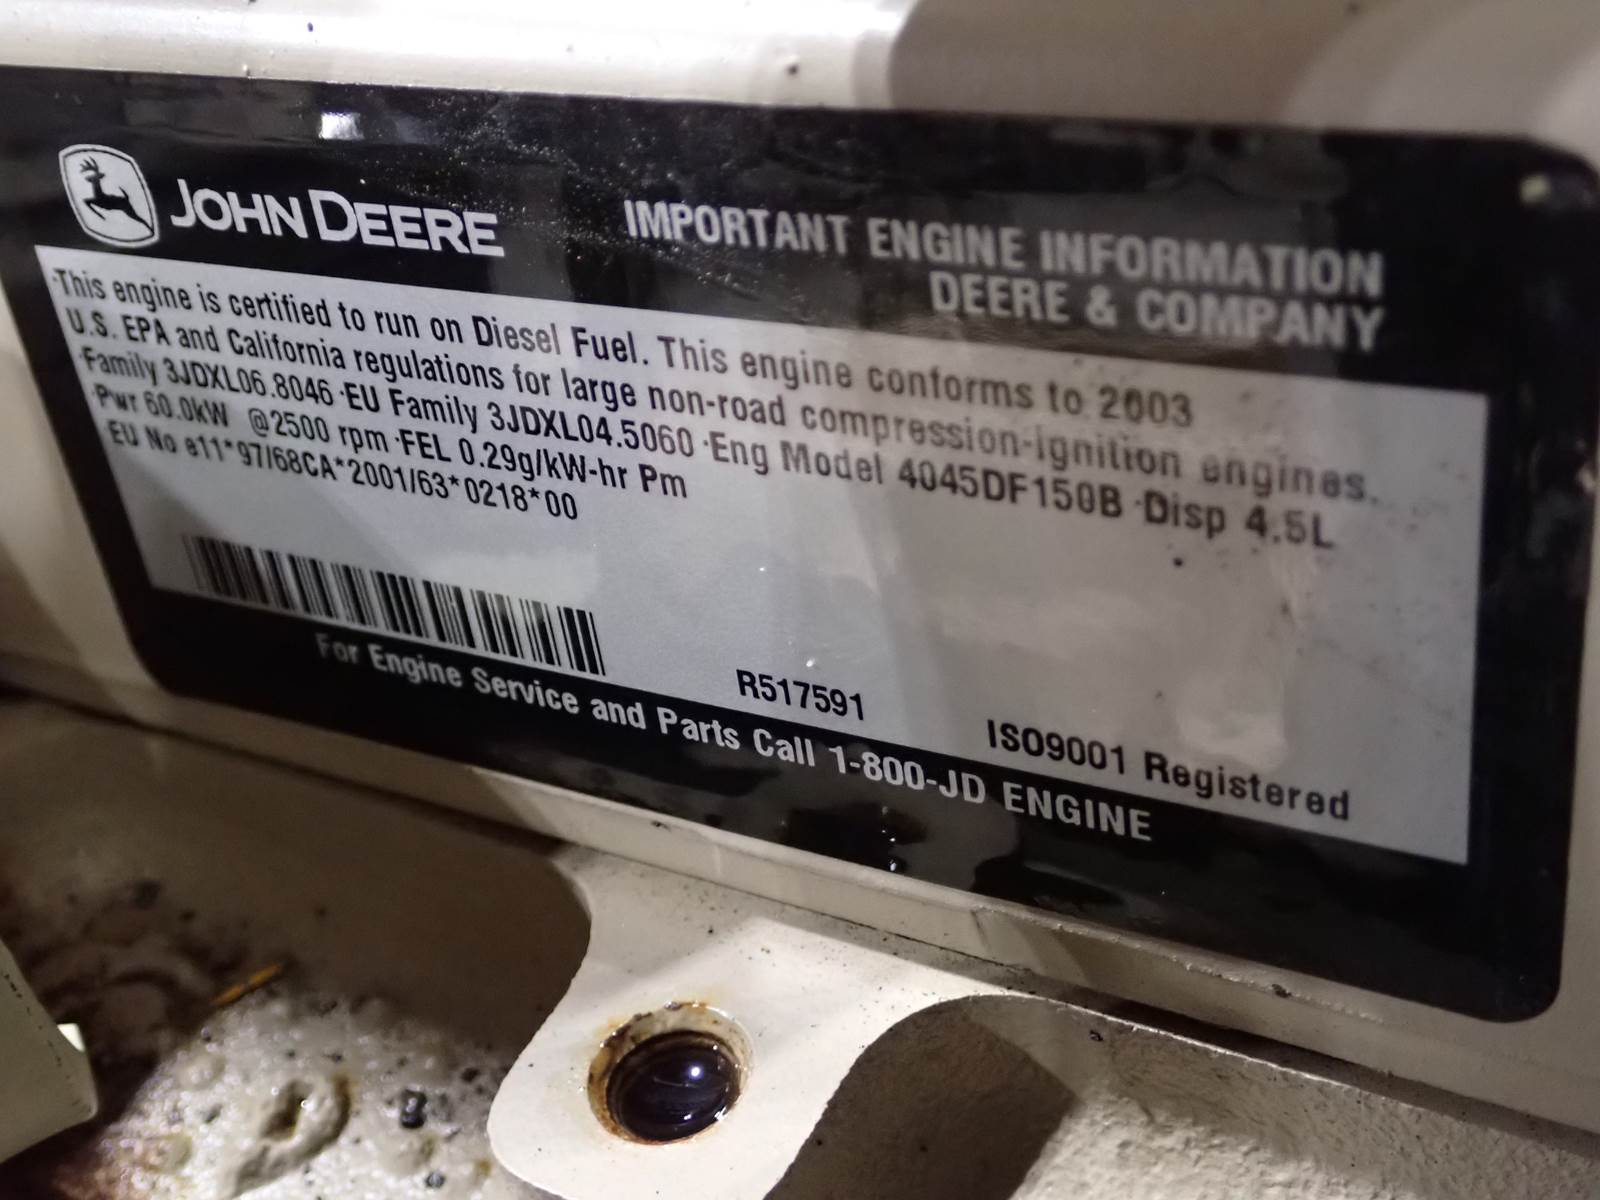 JOHN DEERE
IMPORTANT ENGINE INFORMATION
DEERE & COMPANY
·This engine is certified to run on Diesel Fuel. This engine conforms to 2003
U.S. EPA and California regulations for large non-road compression-ignition engines.
·Family 3JDXL06.8046 ·EU Family 3JDXL04.5060 ·Eng Model 4045DF150B ·Disp 4.5L
·Pwr 60.0kW @2500 rpm ·FEL 0.29g/kW-hr Pm
·EU No e11*97/68CA*2001/63*0218*00
R517591
ISO9001 Registered
For Engine Service and Parts Call 1-800-JD ENGINE